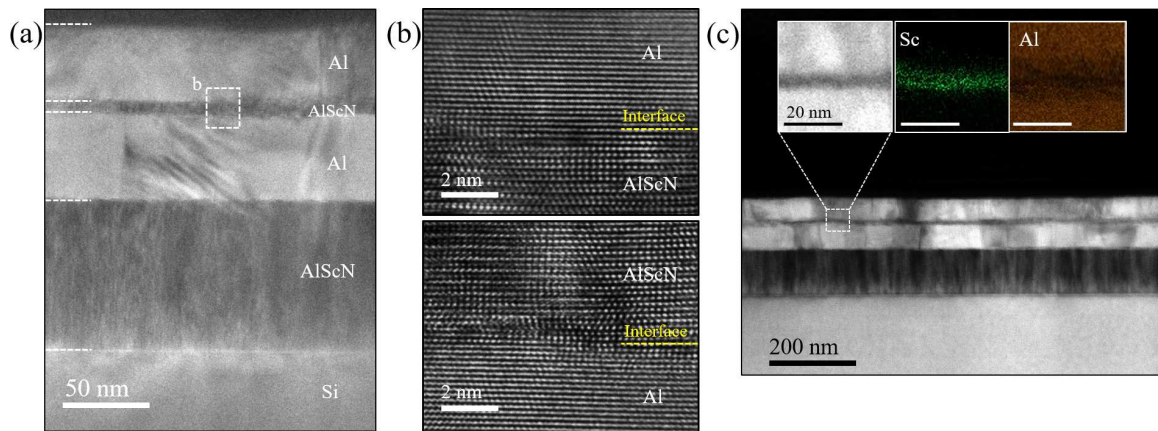 (a)
Al
b
AlScN
Al
AlScN
50 nm
Si
(b)
Al
Interface
2 nm
AlScN
AlScN
Interface
2 nm
Al
(c)
Sc
Al
20 nm
200 nm